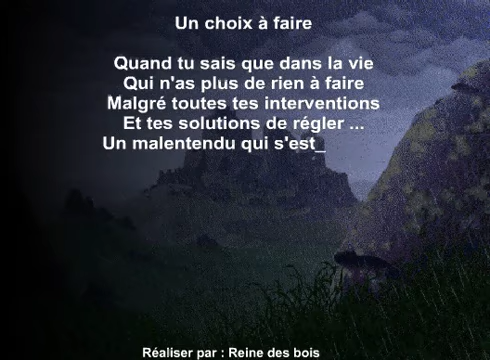 Un choix à faire
Quand tu sais que dans la vie
Qui n'as plus de rien à faire
Malgré toutes tes interventions
Et tes solutions de régler ...
Un malentendu qui s'est_
Réaliser par : Reine des bois